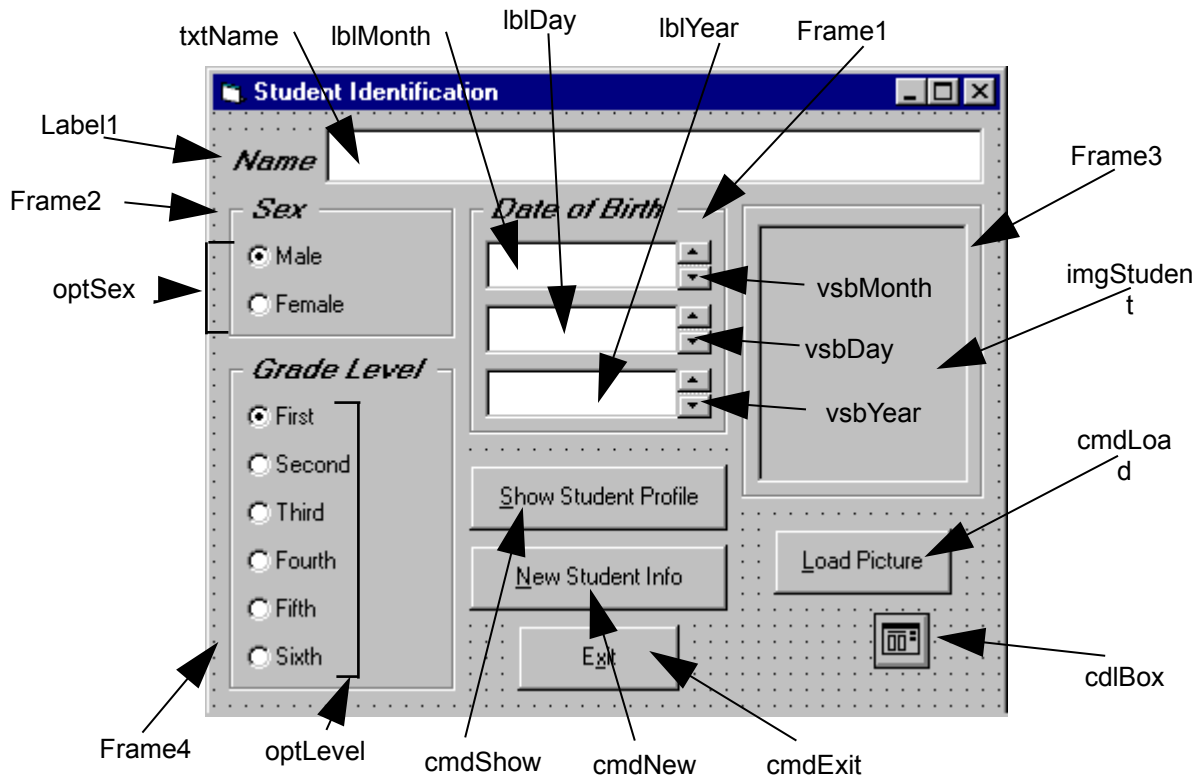 txtName
lblMonth
lblDay
lblYear
Frame1
Student Identification
Label1
Name
Frame3
Frame2
Sex
Date of Birth
optSex
Male
Female
vsbMonth
imgStuden
t
vsbDay
Grade Level
First
Second
Third
Fourth
Fifth
Sixth
vsbYear
cmdLoa
d
Show Student Profile
New Student Info
Load Picture
Exit
cdlBox
Frame4
optLevel
cmdShow
cmdNew
cmdExit